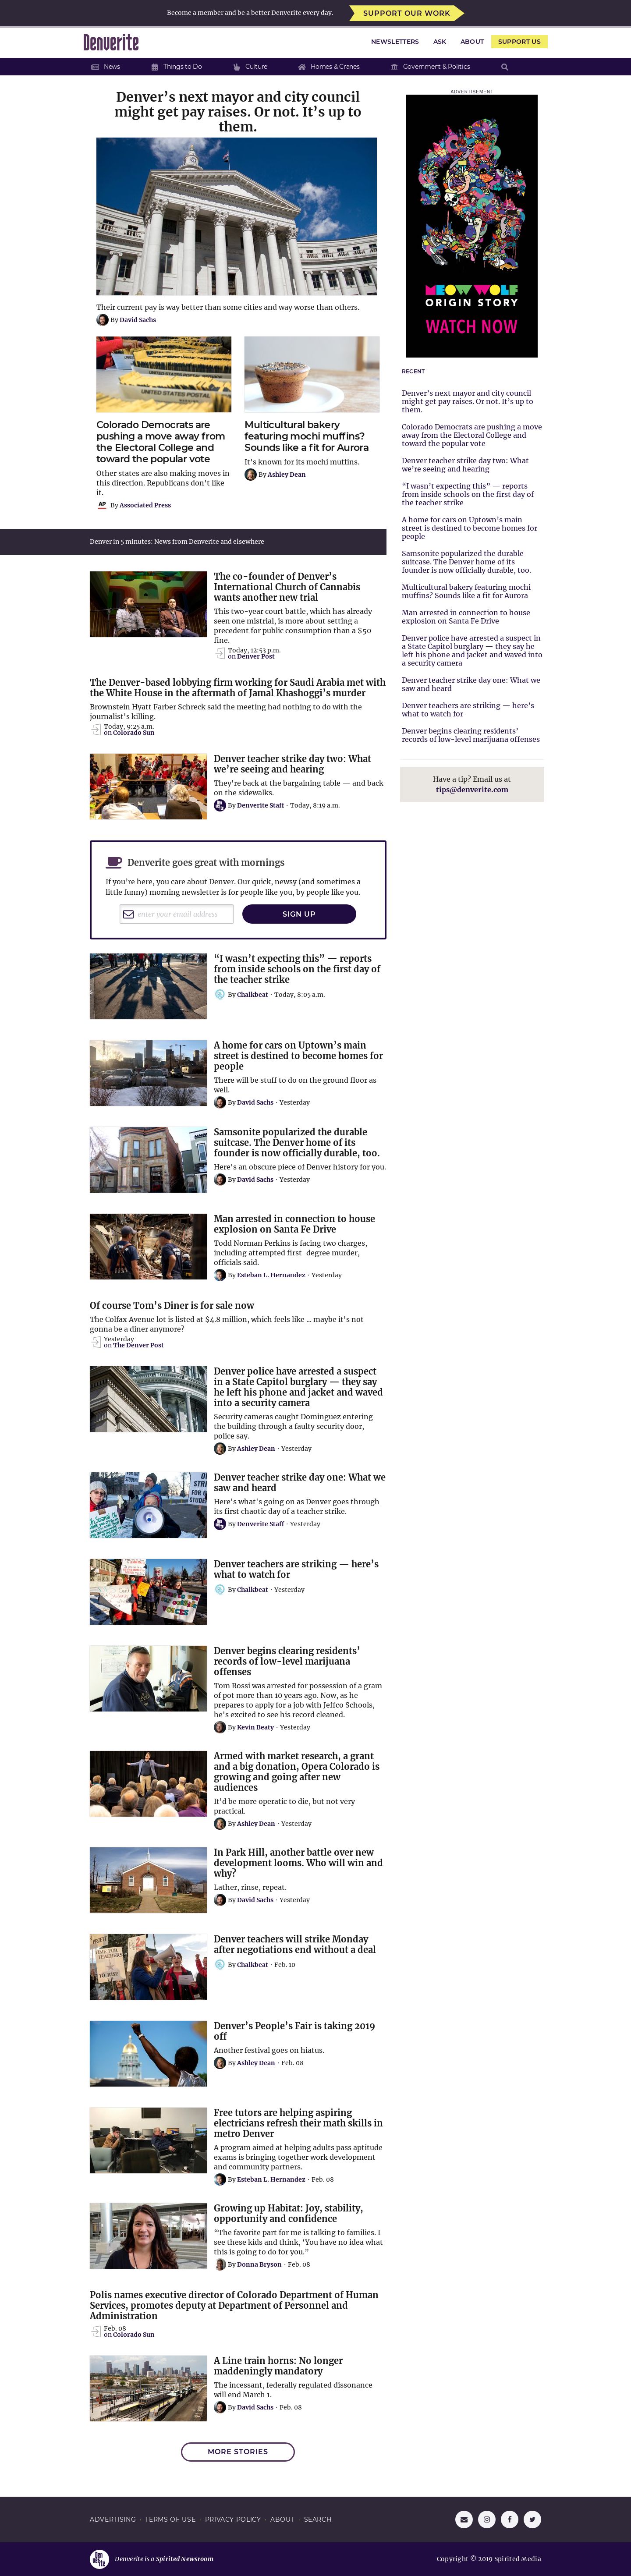 Become a member and be a better Denverite every day.
SUPPORT OUR WORK
Denverite
NEWSLETTERS
ASK
ABOUT
SUPPORT US
News
Things to Do
Culture
Homes & Cranes
Government & Politics
Denver's next mayor and city council
might get pay raises. Or not. It's up to
them.
Their current pay is way better than some cities and way worse than others.
By David Sachs
UNITED STATES POSTAL
Colorado Democrats are
pushing a move away from
the Electoral College and
toward the popular vote
Other states are also making moves in
this direction. Republicans don't like
it.
AP
By Associated Press
Multicultural bakery
featuring mochi muffins?
Sounds like a fit for Aurora
It's known for its mochi muffins.
By Ashley Dean
ADVERTISEMENT
MEOW WOLF
ORIGIN STORY
WATCH NOW
RECENT
Denver's next mayor and city council
might get pay raises. Or not. It's up to
them.
Colorado Democrats are pushing a move
away from the Electoral College and
toward the popular vote
Denver teacher strike day two: What
we're seeing and hearing
“I wasn't expecting this” — reports
from inside schools on the first day of
the teacher strike
A home for cars on Uptown's main
street is destined to become homes for
people
Samsonite popularized the durable
suitcase. The Denver home of its
founder is now officially durable, too.
Multicultural bakery featuring mochi
muffins? Sounds like a fit for Aurora
Man arrested in connection to house
explosion on Santa Fe Drive
Denver police have arrested a suspect in
a State Capitol burglary — they say he
left his phone and jacket and waved into
a security camera
Denver teacher strike day one: What we
saw and heard
Denver teachers are striking — here's
what to watch for
Denver begins clearing residents'
records of low-level marijuana offenses
Have a tip? Email us at
tips@denverite.com
Denver in 5 minutes: News from Denverite and elsewhere
The co-founder of Denver's
International Church of Cannabis
wants another new trial
This two-year court battle, which has already
seen one mistrial, is more about setting a
precedent for public consumption than a $50
fine.
Today, 12:53 p.m.
on Denver Post
The Denver-based lobbying firm working for Saudi Arabia met with
the White House in the aftermath of Jamal Khashoggi's murder
Brownstein Hyatt Farber Schreck said the meeting had nothing to do with the
journalist's killing.
Today, 9:25 a.m.
on Colorado Sun
Denver teacher strike day two: What
we're seeing and hearing
They're back at the bargaining table — and back
on the sidewalks.
By Denverite Staff · Today, 8:19 a.m.
Denverite goes great with mornings
If you're here, you care about Denver. Our quick, newsy (and sometimes a
little funny) morning newsletter is for people like you, by people like you.
enter your email address
SIGN UP
“I wasn't expecting this” — reports
from inside schools on the first day of
the teacher strike
By Chalkbeat · Today, 8:05 a.m.
A home for cars on Uptown's main
street is destined to become homes for
people
There will be stuff to do on the ground floor as
well.
By David Sachs · Yesterday
Samsonite popularized the durable
suitcase. The Denver home of its
founder is now officially durable, too.
Here's an obscure piece of Denver history for you.
By David Sachs · Yesterday
Man arrested in connection to house
explosion on Santa Fe Drive
Todd Norman Perkins is facing two charges,
including attempted first-degree murder,
officials said.
By Esteban L. Hernandez · Yesterday
Of course Tom's Diner is for sale now
The Colfax Avenue lot is listed at $4.8 million, which feels like ... maybe it's not
gonna be a diner anymore?
Yesterday
on The Denver Post
Denver police have arrested a suspect
in a State Capitol burglary — they say
he left his phone and jacket and waved
into a security camera
Security cameras caught Dominguez entering
the building through a faulty security door,
police say.
By Ashley Dean · Yesterday
Denver teacher strike day one: What we
saw and heard
Here's what's going on as Denver goes through
its first chaotic day of a teacher strike.
By Denverite Staff · Yesterday
Denver teachers are striking — here's
what to watch for
By Chalkbeat · Yesterday
Denver begins clearing residents'
records of low-level marijuana
offenses
Tom Rossi was arrested for possession of a gram
of pot more than 10 years ago. Now, as he
prepares to apply for a job with Jeffco Schools,
he's excited to see his record cleared.
By Kevin Beaty · Yesterday
Armed with market research, a grant
and a big donation, Opera Colorado is
growing and going after new
audiences
It'd be more operatic to die, but not very
practical.
By Ashley Dean · Yesterday
In Park Hill, another battle over new
development looms. Who will win and
why?
Lather, rinse, repeat.
By David Sachs · Yesterday
Denver teachers will strike Monday
after negotiations end without a deal
By Chalkbeat · Feb. 10
Denver's People's Fair is taking 2019
off
Another festival goes on hiatus.
By Ashley Dean · Feb. 08
Free tutors are helping aspiring
electricians refresh their math skills in
metro Denver
A program aimed at helping adults pass aptitude
exams is bringing together work development
and community partners.
By Esteban L. Hernandez · Feb. 08
Growing up Habitat: Joy, stability,
opportunity and confidence
“The favorite part for me is talking to families. I
see these kids and think, ‘You have no idea what
this is going to do for you.”
By Donna Bryson · Feb. 08
Polis names executive director of Colorado Department of Human
Services, promotes deputy at Department of Personnel and
Administration
Feb. 08
on Colorado Sun
A Line train horns: No longer
maddeningly mandatory
The incessant, federally regulated dissonance
will end March 1.
By David Sachs · Feb. 08
MORE STORIES
ADVERTISING · TERMS OF USE · PRIVACY POLICY · ABOUT · SEARCH
Denverite is a Spirited Newsroom
Copyright © 2019 Spirited Media